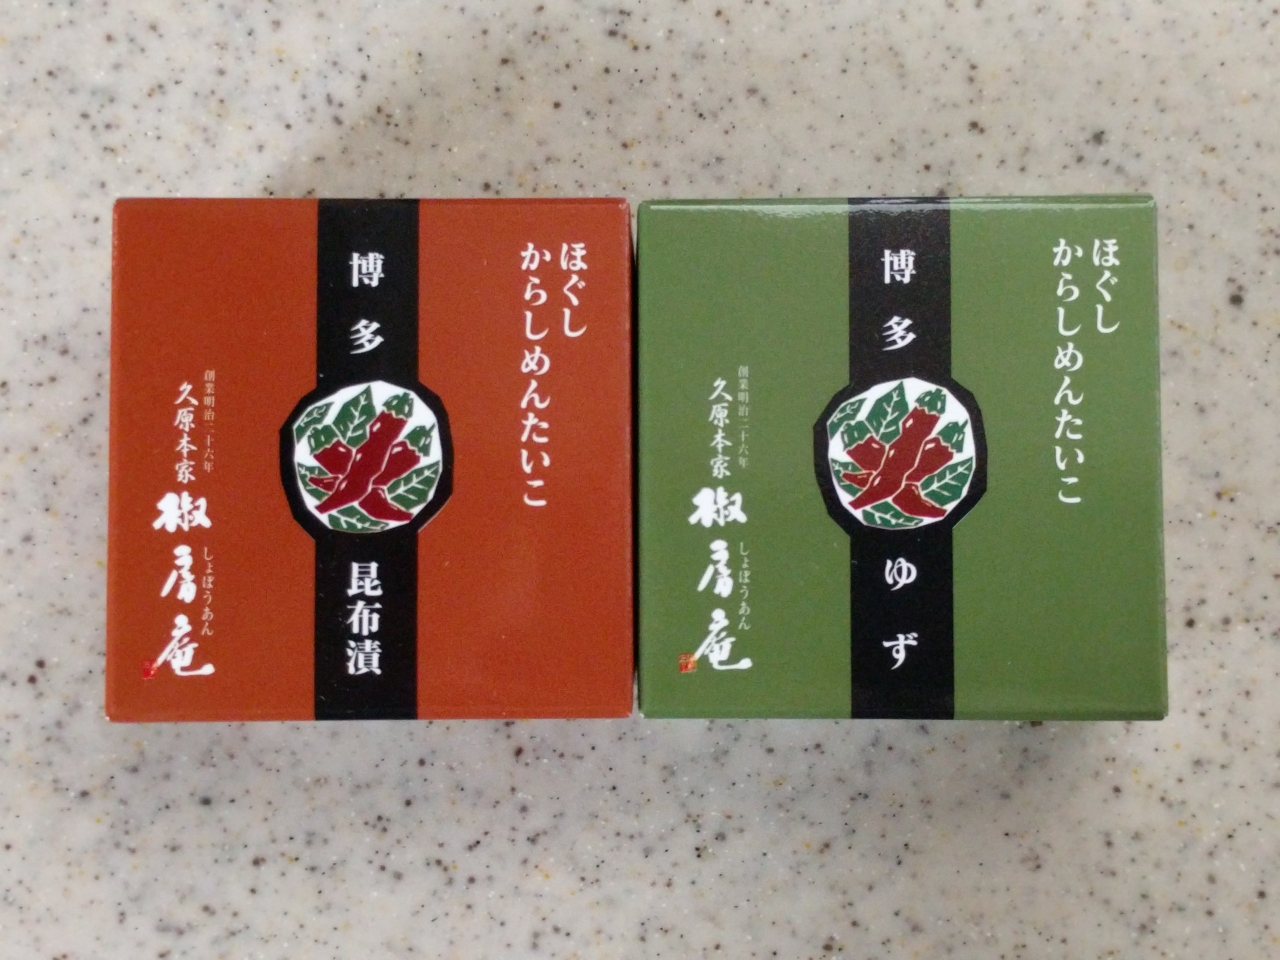 ほぐし
からしめんたいこ
博多
昆布漬
創業明治二十六年
久原本家
椒房庵
しょぼうあん
ほぐし
からしめんたいこ
博多
ゆず
創業明治二十六年
久原本家
椒房庵
しょぼうあん